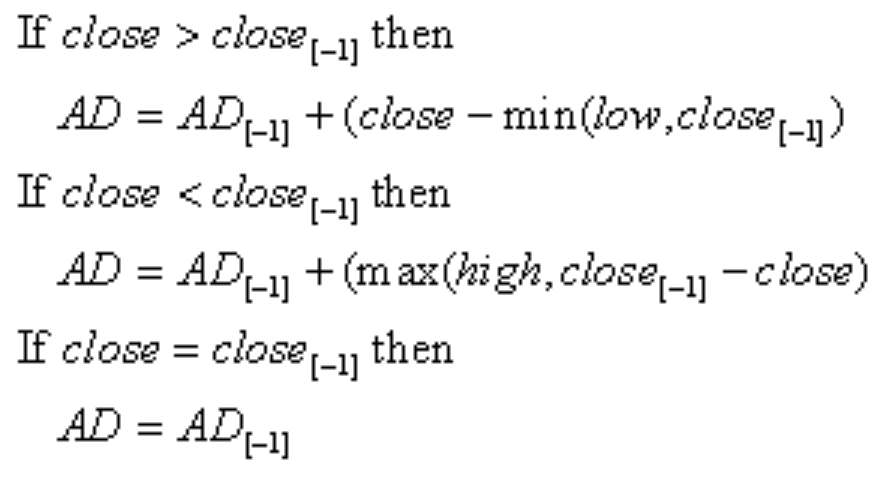 If close > close[−1] then
AD = AD[−1] + (close − min(low,close[−1])
If close < close[−1] then
AD = AD[−1] + (max(high,close[−1] − close)
If close = close[−1] then
AD = AD[−1]